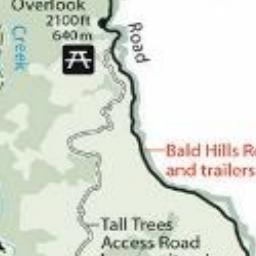 Overlook
2100ft
640m
Road
Creek
Bald Hills
and trailers
Tall Trees
Access Road